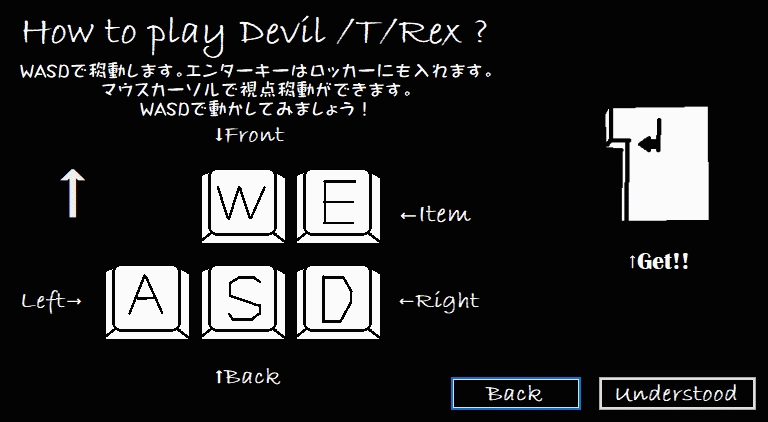 How to play Devil /T/Rex ?
WASDで移動します。エンターキーはロッカーにも入れます。
マウスカーソルで視点移動ができます。
WASDで動かしてみましょう！
↓Front
↑
W E
←Item
↑Get!!
Left→
A S D
←Right
↑Back
Back
Understood